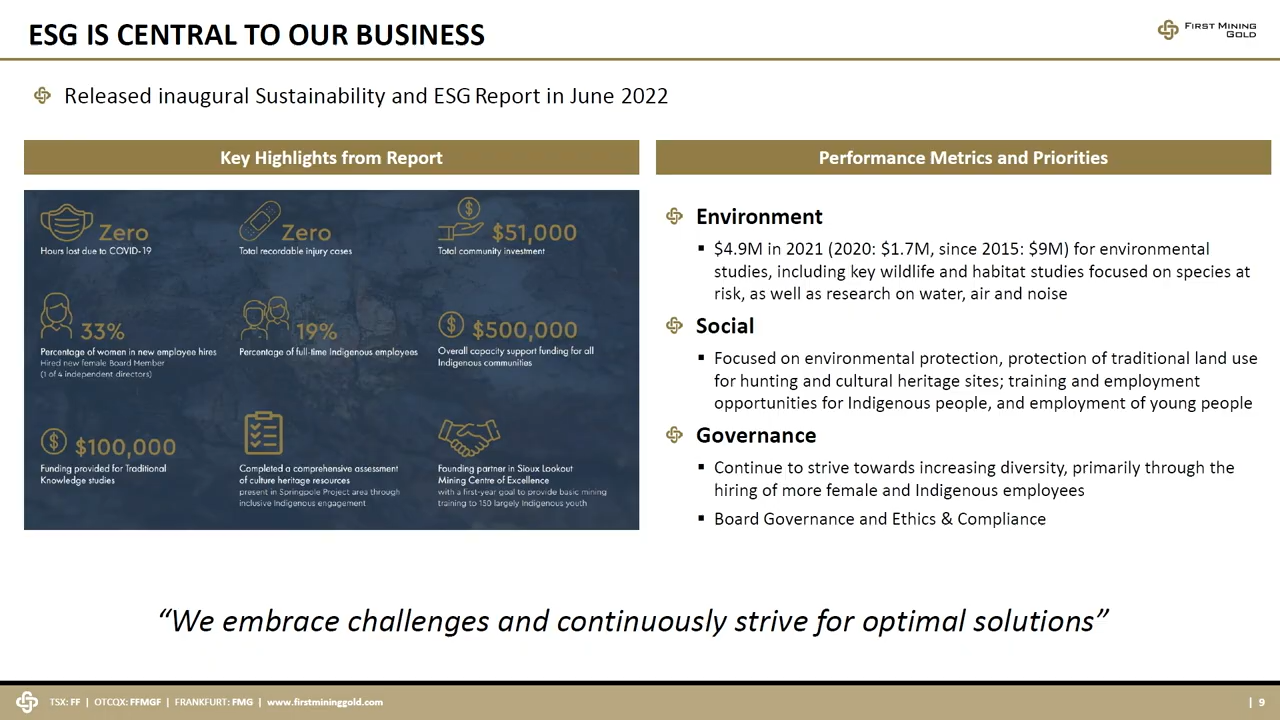 ESG IS CENTRAL TO OUR BUSINESS
FIRST MINING
GOLD
Released inaugural Sustainability and ESG Report in June 2022
Key Highlights from Report
Zero
Hours lost due to COVID-19
Zero
Total recordable injury cases
$51,000
Total community investment
33%
Percentage of women in new employee hires
Hired new female Board Member
(1 of 4 independent directors)
19%
Percentage of full-time Indigenous employees
$500,000
Overall capacity support funding for all
Indigenous communities
$100,000
Funding provided for Traditional
Knowledge studies
Completed a comprehensive assessment
of culture heritage resources
present in Springpole Project area through
inclusive Indigenous engagement
Founding partner in Sioux Lookout
Mining Centre of Excellence
with a first-year goal to provide basic mining
training to 150 largely Indigenous youth
Performance Metrics and Priorities
Environment
$4.9M in 2021 (2020: $1.7M, since 2015: $9M) for environmental
studies, including key wildlife and habitat studies focused on species at
risk, as well as research on water, air and noise
Social
Focused on environmental protection, protection of traditional land use
for hunting and cultural heritage sites; training and employment
opportunities for Indigenous people, and employment of young people
Governance
Continue to strive towards increasing diversity, primarily through the
hiring of more female and Indigenous employees
Board Governance and Ethics & Compliance
“We embrace challenges and continuously strive for optimal solutions”
TSX: FF | OTCQX: FFMGF | FRANKFURT: FMG | www.firstmininggold.com
| 9